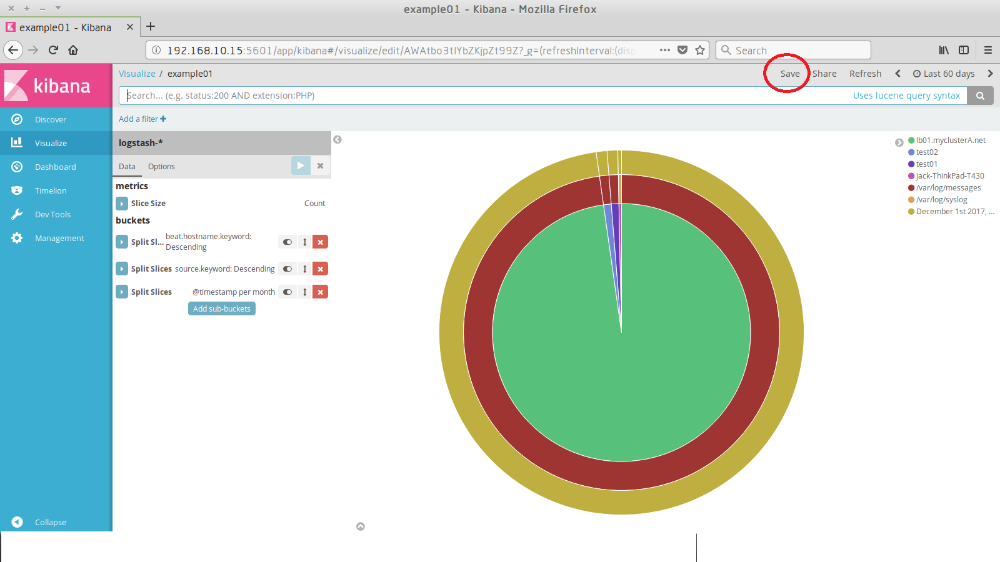 example01 - Kibana - Mozilla Firefox
example01 - Kibana
192.168.10.15:5601/app/kibana#/visualize/edit/AWAtbo3tIYbZKjpZt99Z?_g=(refreshInterval:(disp
Search
kibana
Visualize / example01
Save Share Refresh Last 60 days
Search... (e.g. status:200 AND extension:PHP)
Uses lucene query syntax
Add a filter
Discover
Visualize
Dashboard
Timelion
Dev Tools
Management
Collapse
logstash-*
Data Options
metrics
Slice Size Count
buckets
Split Sl... beat.hostname.keyword:
Descending
Split Slices source.keyword: Descending
Split Slices @timestamp per month
Add sub-buckets
lb01.myclusterA.net
test02
test01
jack-ThinkPad-T430
/var/log/messages
/var/log/syslog
December 1st 2017, ...